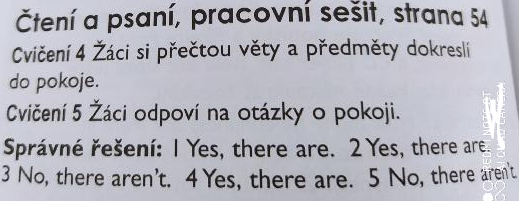 Čtení a psaní, pracovní sešit, strana 54
Cvičení 4 Žáci si přečtou věty a předměty dokreslí
do pokoje.
Cvičení 5 Žáci odpoví na otázky o pokoji.
Správné řešení: 1 Yes, there are. 2 Yes, there are.
3 No, there aren't. 4 Yes, there are. 5 No, there aren't.